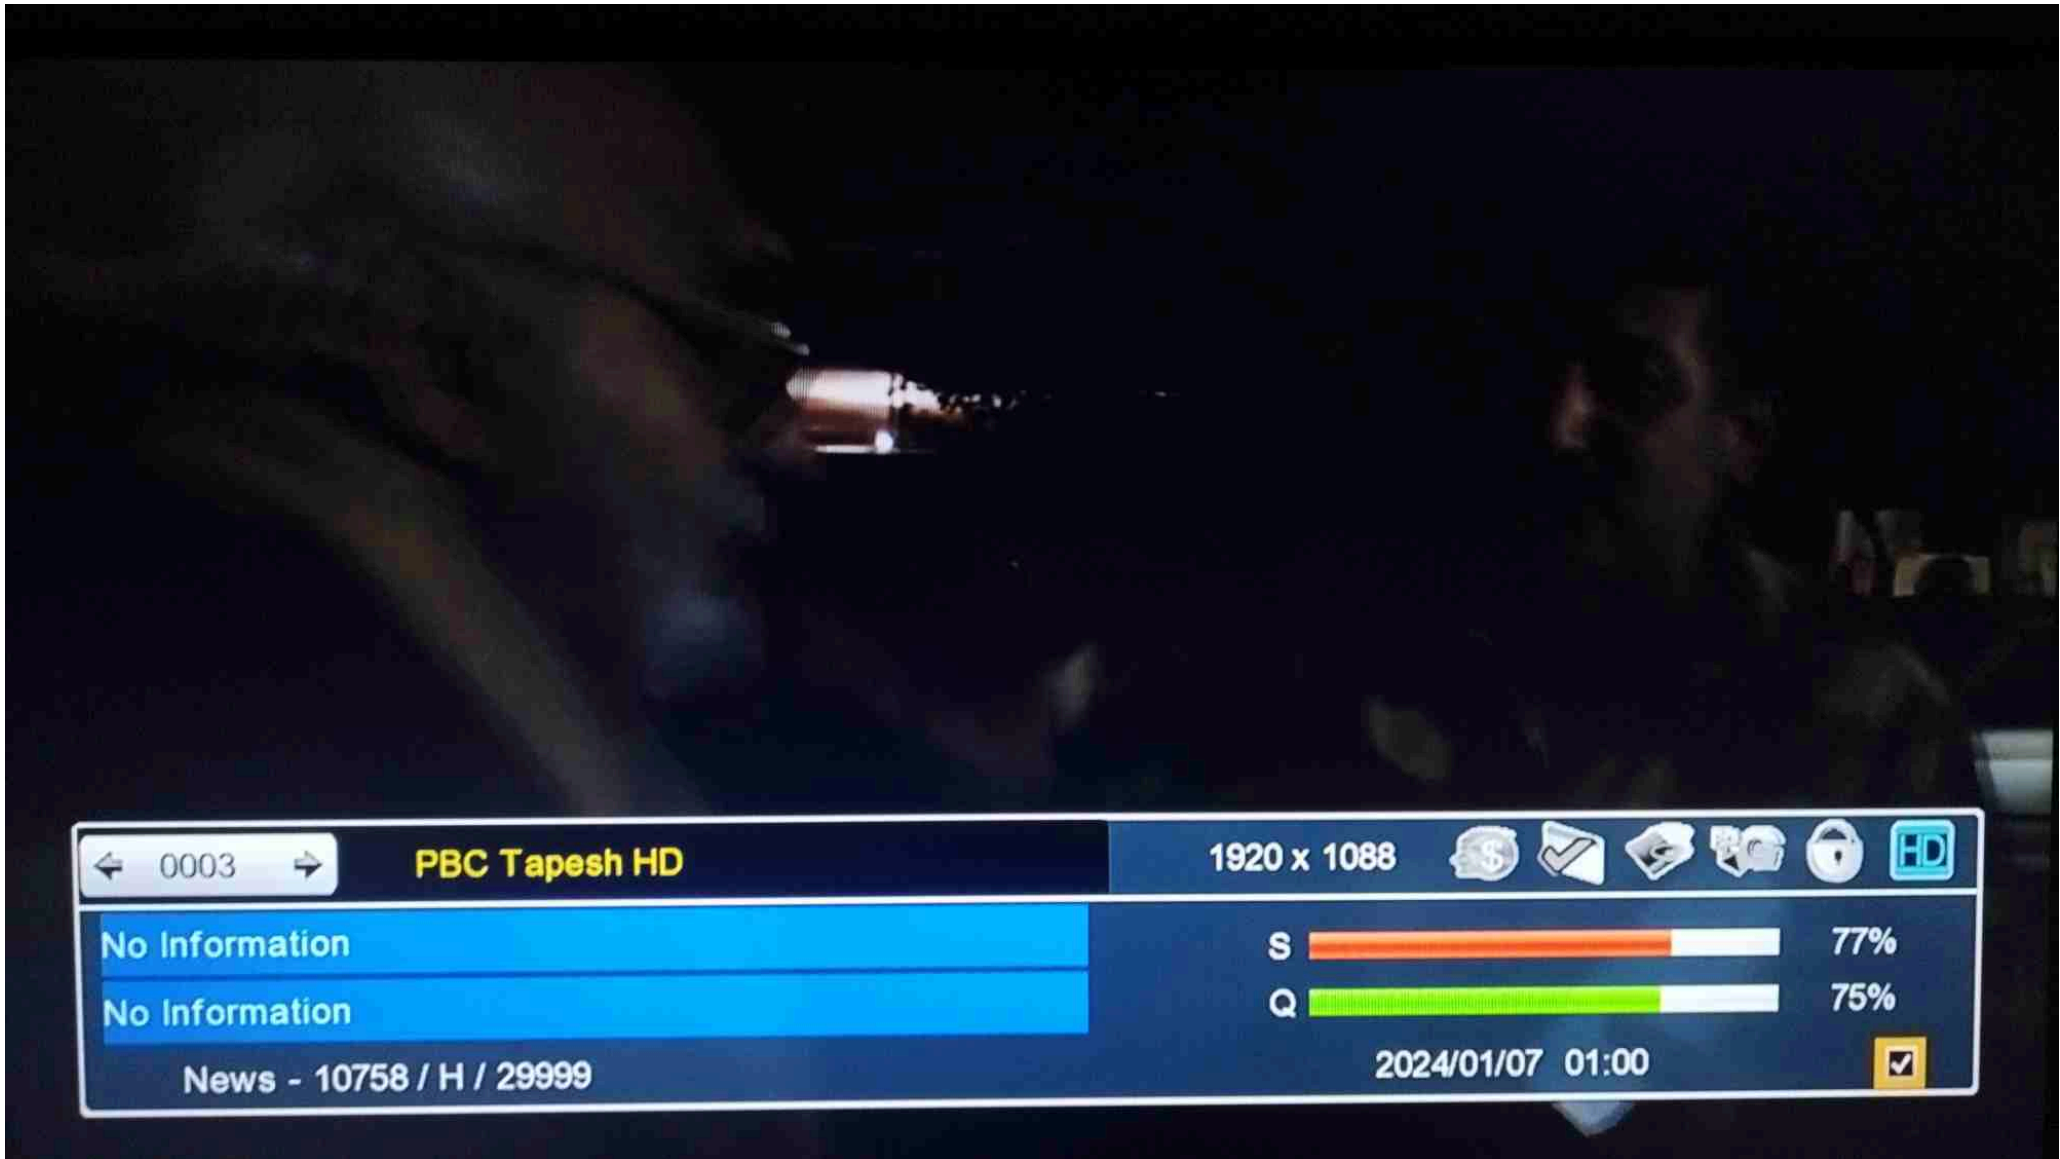 0003
PBC Tapesh HD
1920 x 1088
$
HD
No Information
S 77%
No Information
Q 75%
News - 10758 / H / 29999
2024/01/07 01:00